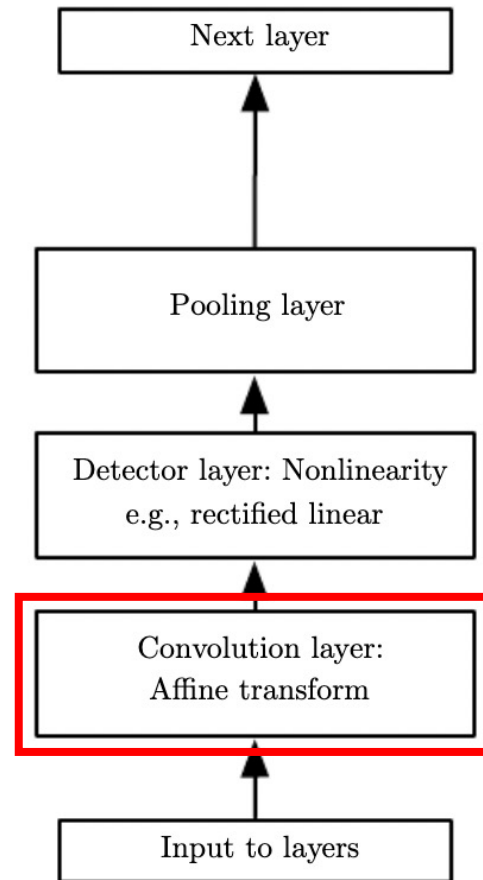 Next layer
Pooling layer
Detector layer: Nonlinearity
e.g., rectified linear
Convolution layer:
Affine transform
Input to layers